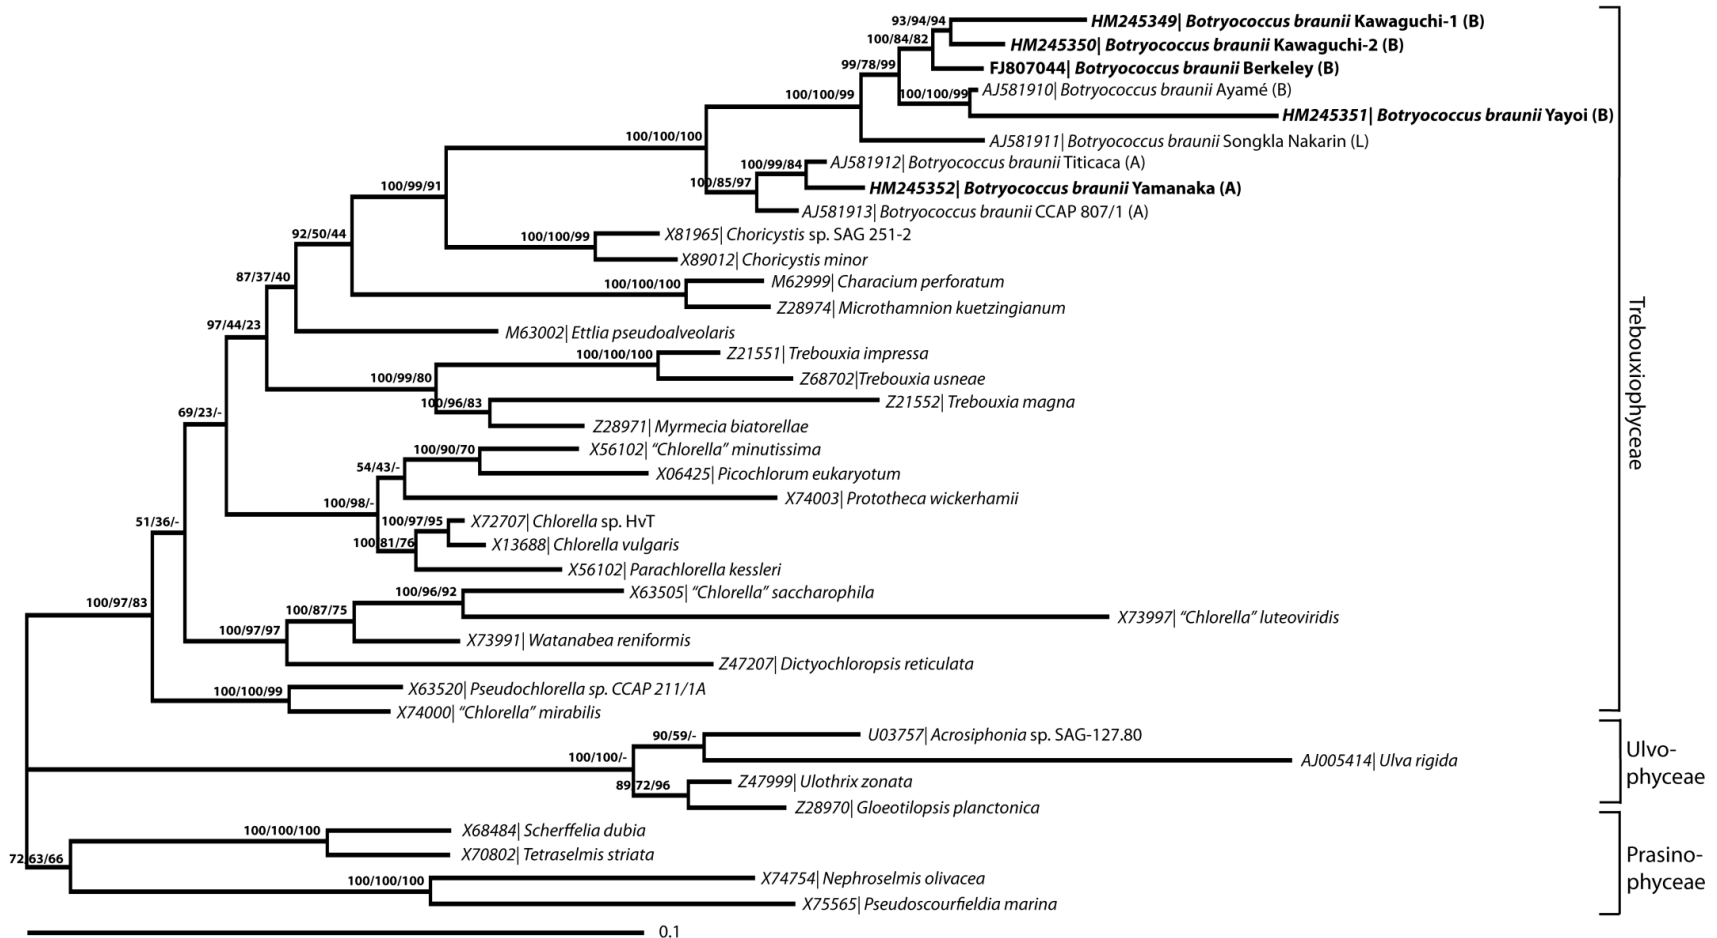 93/94/94
HM245349| Botryococcus braunii Kawaguchi-1 (B)
100/84/82
HM245350| Botryococcus braunii Kawaguchi-2 (B)
99/78/99
FJ807044| Botryococcus braunii Berkeley (B)
100/100/99
100/100/99
AJ581910| Botryococcus braunii Ayamé (B)
HM245351| Botryococcus braunii Yayoi (B)
100/100/100
AJ581911| Botryococcus braunii Songkla Nakarin (L)
100/99/84
AJ581912| Botryococcus braunii Titicaca (A)
100/99/91
100/85/97
HM245352| Botryococcus braunii Yamanaka (A)
AJ581913| Botryococcus braunii CCAP 807/1 (A)
92/50/44
100/100/99
X81965| Choricystis sp. SAG 251-2
X89012| Choricystis minor
87/37/40
100/100/100
M62999| Characium perforatum
Z28974| Microthamnion kuetzingianum
97/44/23
M63002| Ettlia pseudoalveolaris
100/100/100
Z21551| Trebouxia impressa
100/99/80
Z68702|Trebouxia usneae
100/96/83
Z21552| Trebouxia magna
69/23/-
Z28971| Myrmecia biatorellae
100/90/70
X56102| “Chlorella” minutissima
54/43/-
X06425| Picochlorum eukaryotum
X74003| Prototheca wickerhamii
100/98/-
51/36/-
100/97/95
X72707| Chlorella sp. HvT
100/81/76
X13688| Chlorella vulgaris
X56102| Parachlorella kessleri
100/97/83
100/96/92
X63505| “Chlorella” saccharophila
100/87/75
X73997| “Chlorella” luteoviridis
100/97/97
X73991| Watanabea reniformis
Z47207| Dictyochloropsis reticulata
100/100/99
X63520| Pseudochlorella sp. CCAP 211/1A
X74000| “Chlorella” mirabilis
Trebouxiophyceae
90/59/-
U03757| Acrosiphonia sp. SAG-127.80
100/100/-
AJ005414| Ulva rigida
89/72/96
Z47999| Ulothrix zonata
Z28970| Gloeotilopsis planctonica
Ulvo-
phyceae
100/100/100
X68484| Scherffelia dubia
72/63/66
X70802| Tetraselmis striata
100/100/100
X74754| Nephroselmis olivacea
X75565| Pseudoscourfieldia marina
Prasino-
phyceae
0.1